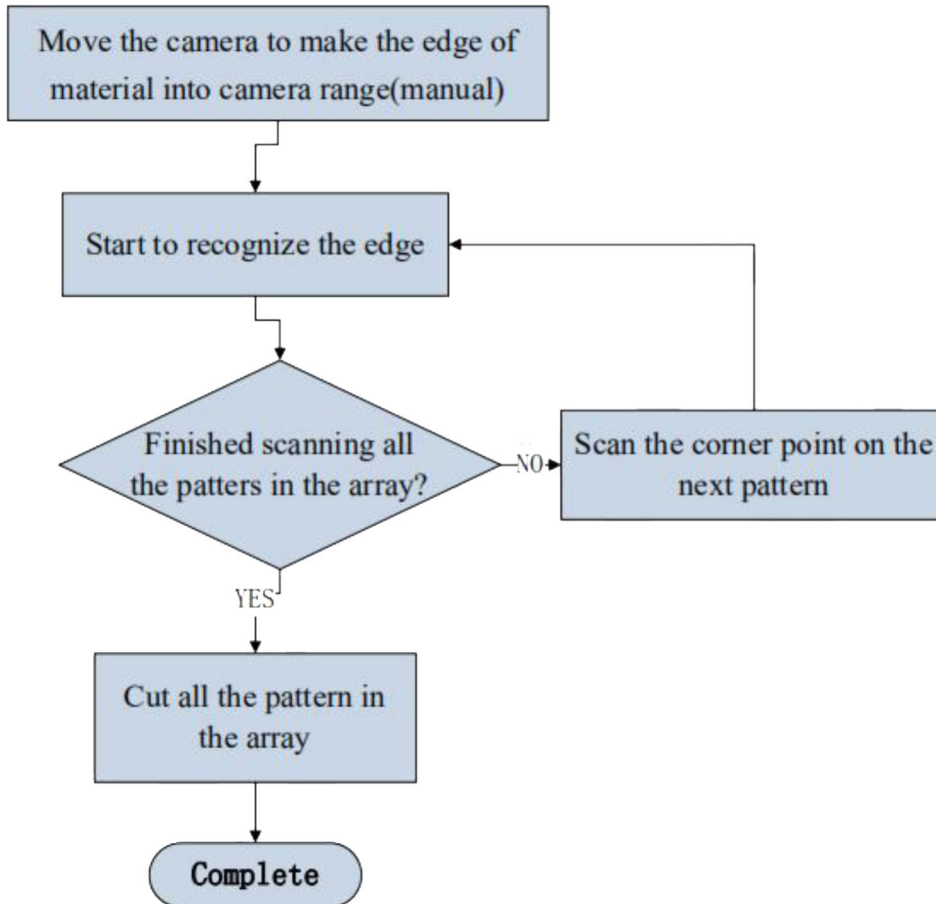 Move the camera to make the edge of
material into camera range(manual)
Start to recognize the edge
Finished scanning all
the patters in the array?
NO
Scan the corner point on the
next pattern
YES
Cut all the pattern in
the array
Complete